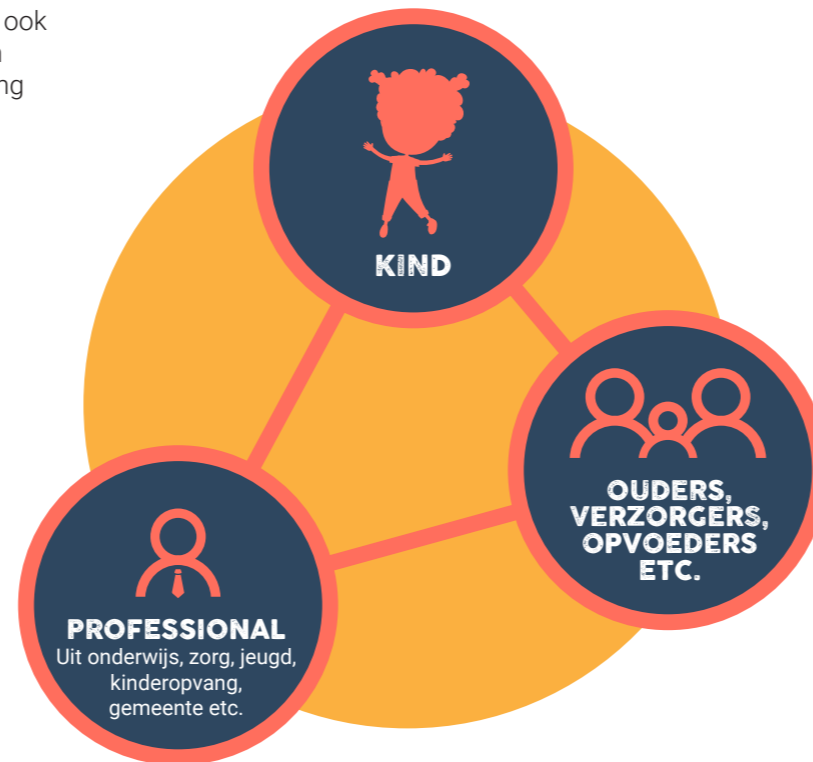 ook
ng
KIND
OUDERS,
VERZORGERS,
OPVOEDERS
ETC.
PROFESSIONAL
Uit onderwijs, zorg, jeugd,
kinderopvang,
gemeente etc.